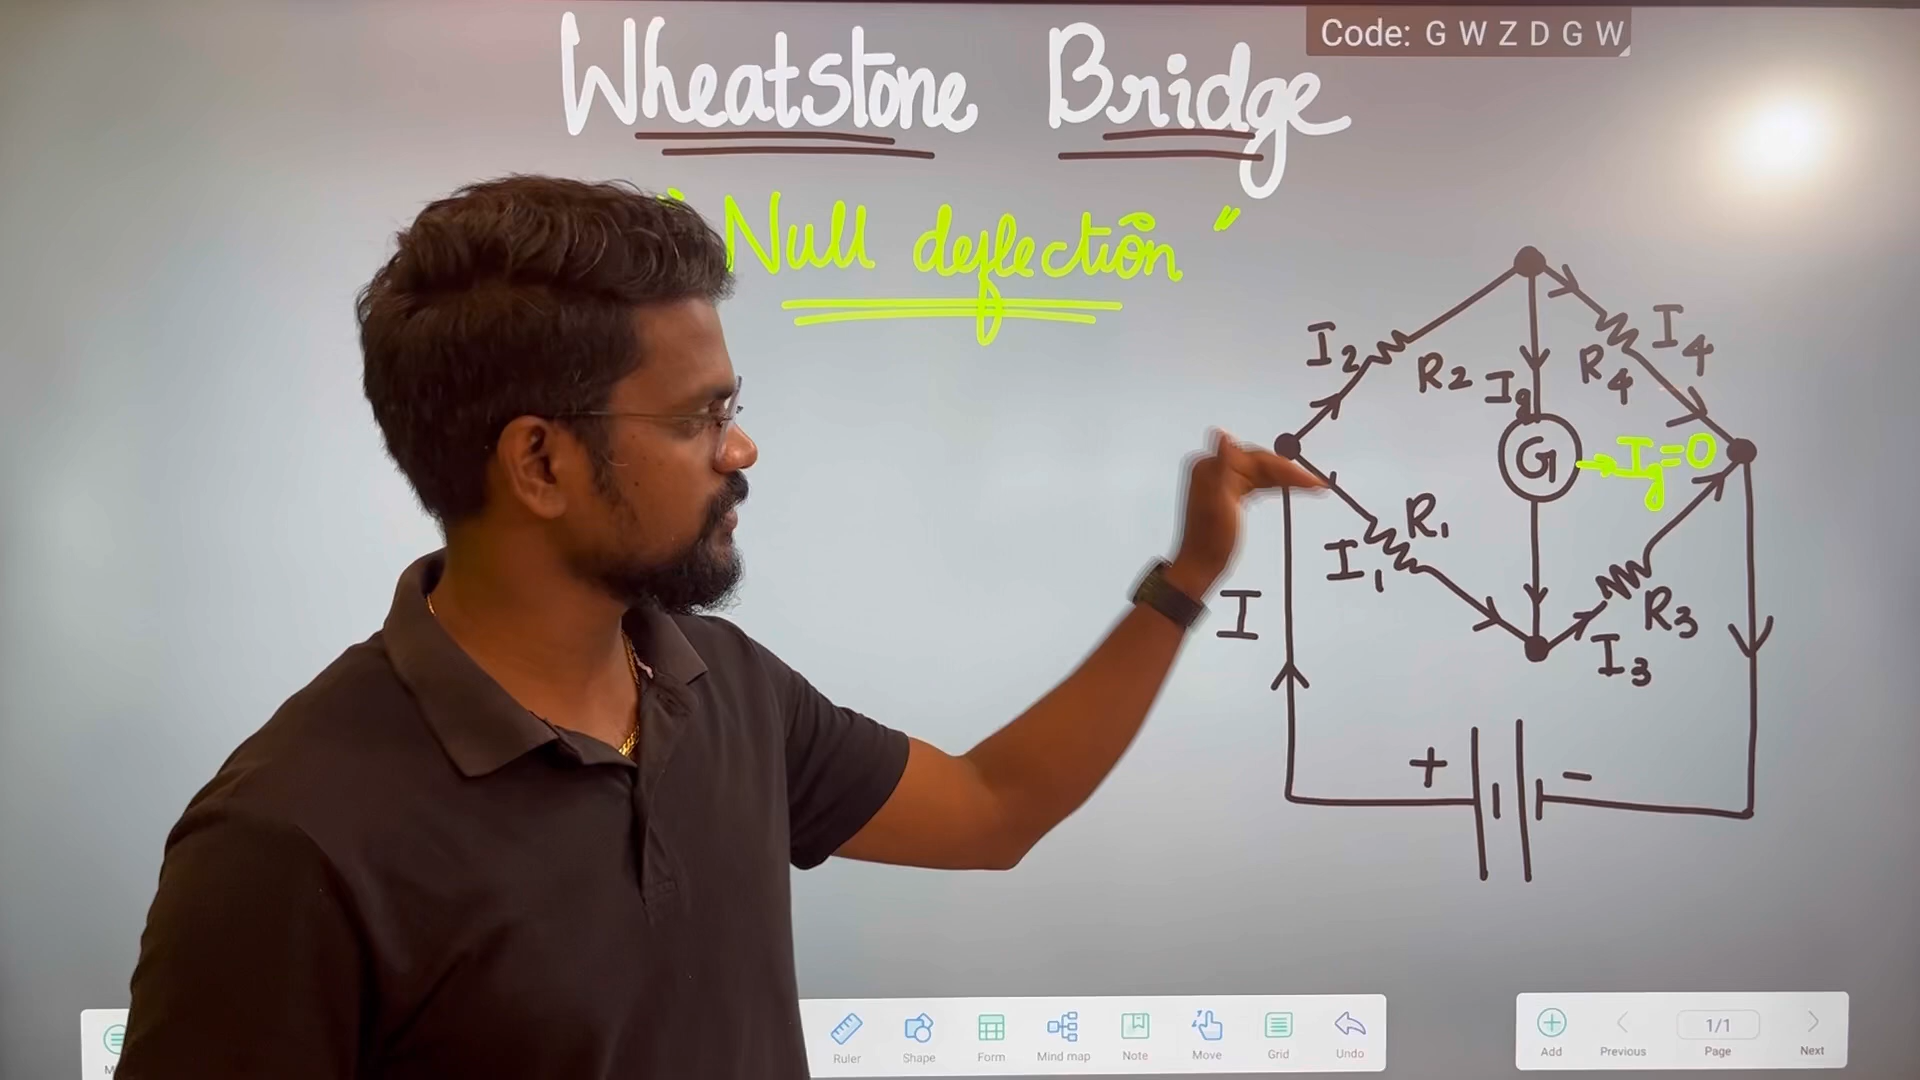 Code: G W Z D G W
Wheatstone Bridge
"Null deflection"
I2
R2
Ig
R4
I4
G
Ig=0
R1
I1
I
R3
I3
+
-
Ruler
Shape
Form
Mind map
Note
Move
Grid
Undo
Add
Previous
1/1
Page
Next